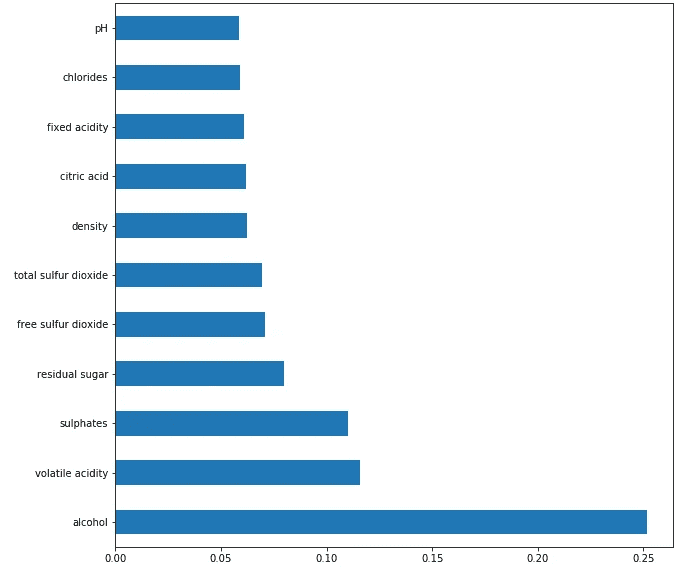 pH
chlorides
fixed acidity
citric acid
density
total sulfur dioxide
free sulfur dioxide
residual sugar
sulphates
volatile acidity
alcohol
0.00 0.05 0.10 0.15 0.20 0.25